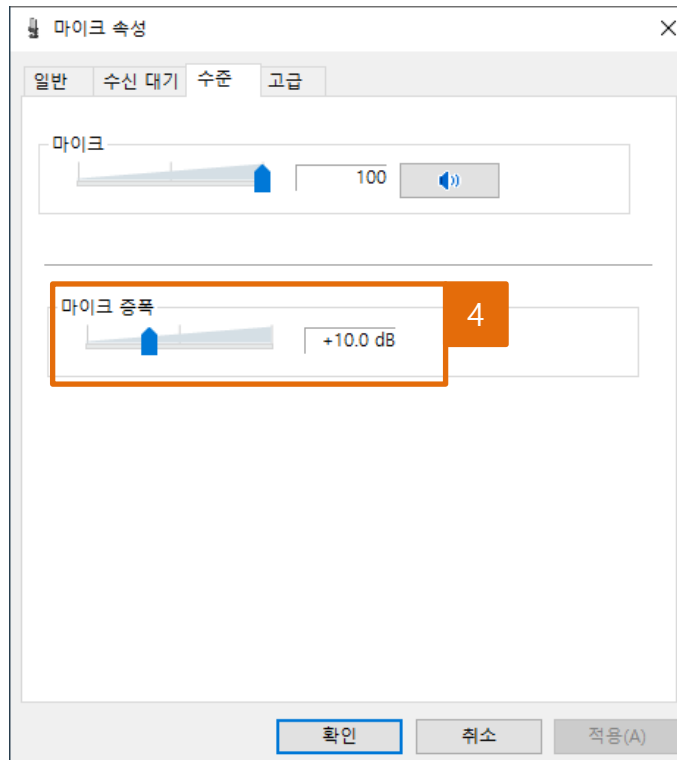 마이크 속성
일반 수신 대기 수준 고급
마이크
100
마이크 증폭
4
+10.0 dB
확인 취소 적용(A)